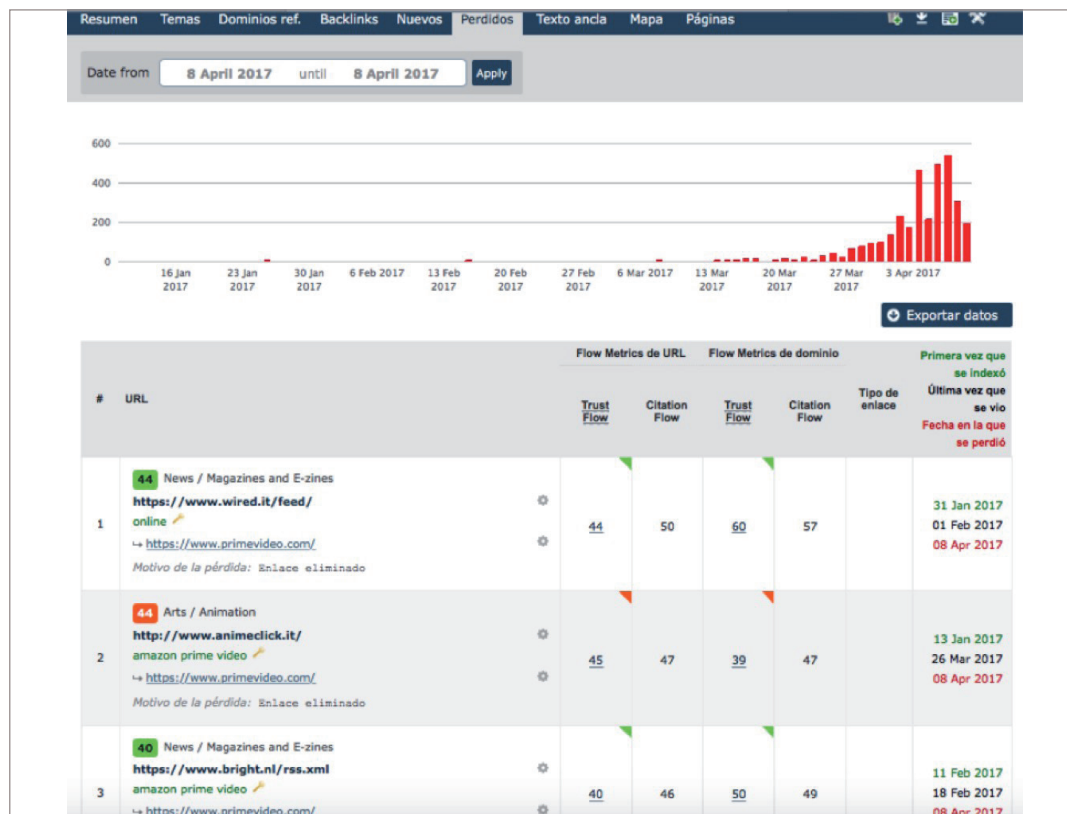 Resumen Temas Dominios ref. Backlinks Nuevos Perdidos Texto ancla Mapa Páginas
Date from 8 April 2017 until 8 April 2017 Apply
600
400
200
0
16 Jan 2017 23 Jan 2017 30 Jan 2017 6 Feb 2017 13 Feb 2017 20 Feb 2017 27 Feb 2017 6 Mar 2017 13 Mar 2017 20 Mar 2017 27 Mar 2017 3 Apr 2017
Exportar datos
Flow Metrics de URL Flow Metrics de dominio
# URL Trust Flow Citation Flow Trust Flow Citation Flow Tipo de enlace
Primera vez que
se indexó
Última vez que
se vio
Fecha en la que
se perdió
44 News / Magazines and E-zines
https://www.wired.it/feed/
1 online 44 50 60 57
↪ https://www.primevideo.com/
Motivo de la pérdida: Enlace eliminado
31 Jan 2017
01 Feb 2017
08 Apr 2017
44 Arts / Animation
http://www.animeclick.it/
2 amazon prime video 45 47 39 47
↪ https://www.primevideo.com/
Motivo de la pérdida: Enlace eliminado
13 Jan 2017
26 Mar 2017
08 Apr 2017
40 News / Magazines and E-zines
https://www.bright.nl/rss.xml
3 amazon prime video 40 46 50 49
↪ https://www.primevideo.com/
11 Feb 2017
18 Feb 2017
08 Apr 2017